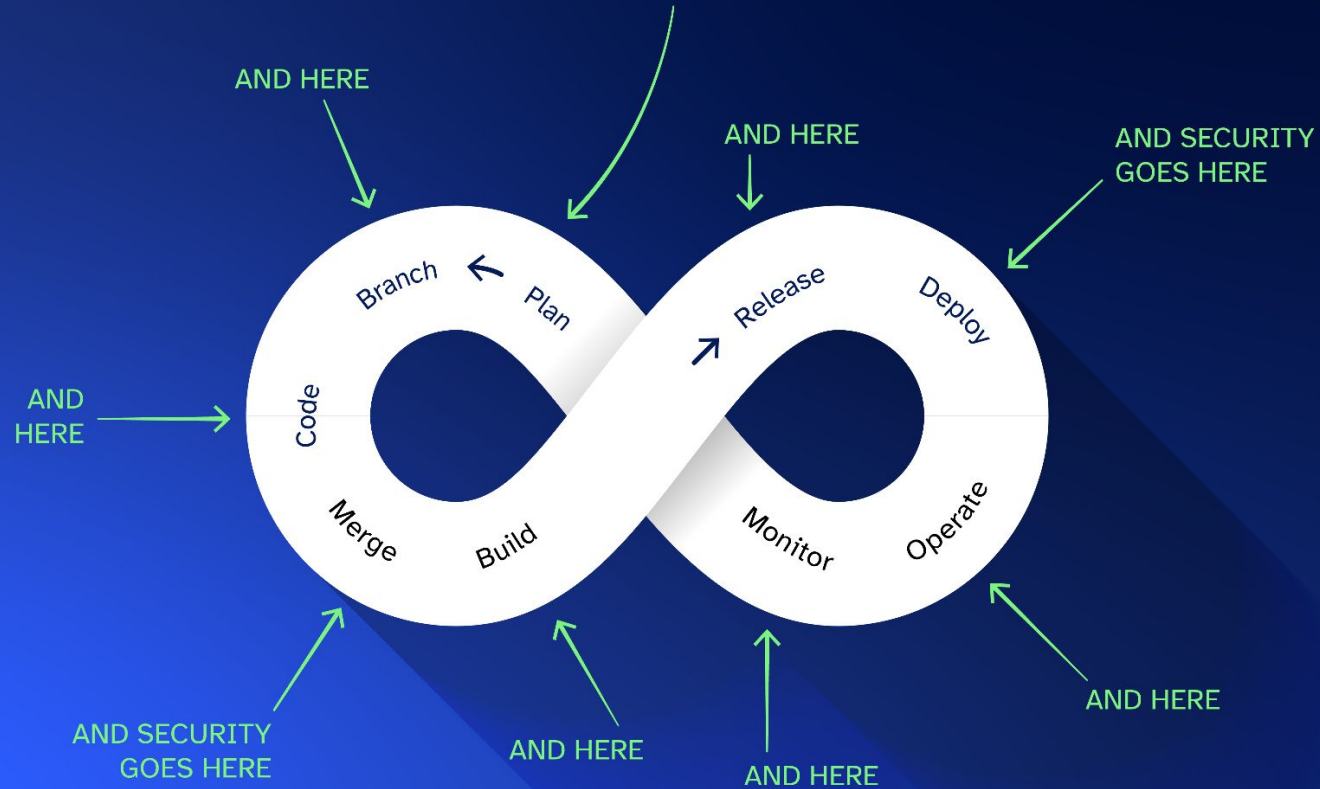 AND HERE
AND HERE
AND SECURITY
GOES HERE
Branch
Plan
Release
Deploy
AND
HERE
Code
Merge
Build
Monitor
Operate
AND HERE
AND SECURITY
GOES HERE
AND HERE
AND HERE